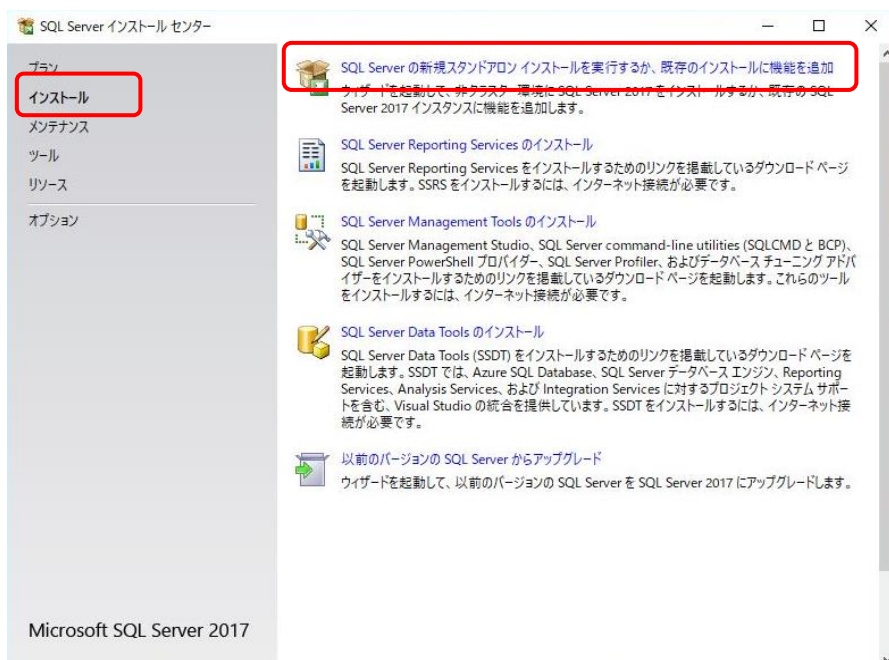 SQL Server インストール センター
プラン
インストール
メンテナンス
ツール
リソース
オプション
SQL Server の新規スタンドアロン インストールを実行するか、既存のインストールに機能を追加
ウィザードを起動して、非クラスター環境に SQL Server 2017 をインストールするか、既存の SQL
Server 2017 インスタンスに機能を追加します。
SQL Server Reporting Services のインストール
SQL Server Reporting Services をインストールするためのリンクを掲載しているダウンロード ページ
を起動します。SSRS をインストールするには、インターネット接続が必要です。
SQL Server Management Tools のインストール
SQL Server Management Studio、SQL Server command-line utilities (SQLCMD と BCP)、
SQL Server PowerShell プロバイダー、SQL Server Profiler、およびデータベース チューニング アドバ
イザーをインストールするためのリンクを掲載しているダウンロード ページを起動します。これらのツール
をインストールするには、インターネット接続が必要です。
SQL Server Data Tools のインストール
SQL Server Data Tools (SSDT) をインストールするためのリンクを掲載しているダウンロード ページを
起動します。SSDT では、Azure SQL Database、SQL Server データベース エンジン、Reporting
Services、Analysis Services、および Integration Services に対するプロジェクト システム サポー
トを含む、Visual Studio の統合を提供しています。SSDT をインストールするには、インターネット接
続が必要です。
以前のバージョンの SQL Server からアップグレード
ウィザードを起動して、以前のバージョンの SQL Server を SQL Server 2017 にアップグレードします。
Microsoft SQL Server 2017